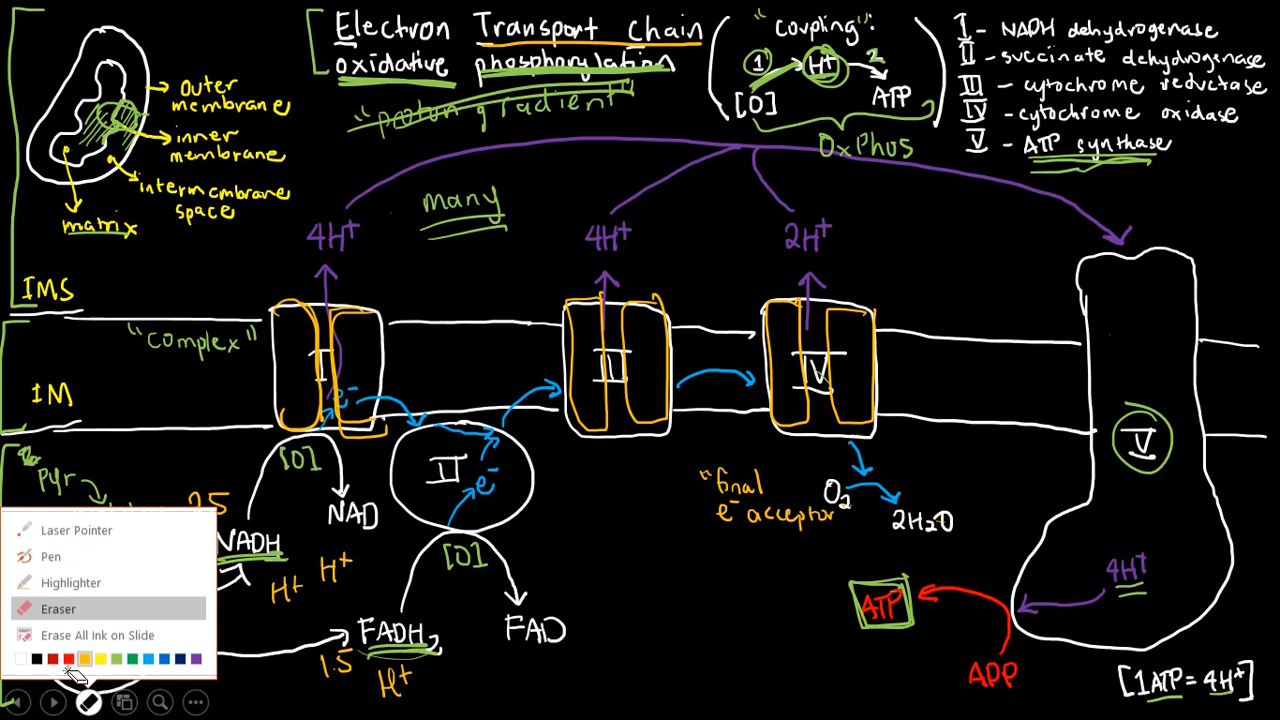 Electron Transport Chain
oxidative phosphorylation
"proton gradient"
"coupling":
1 H+ 2
[O] ATP
OxPhos
I - NADH dehydrogenase
II - succinate dehydrogenase
III - cytochrome reductase
IV - cytochrome oxidase
V - ATP synthase
outer
membrane
inner
membrane
intermembrane
space
matrix
many
4H+ 4H+ 2H+
IMS
"complex"
IM
I III IV V
e-
[O] II e-
Pyr
2.5 NAD
"final
e- acceptor
O2
2H2O
NADH
H+ H+
[O]
FADH2 FAD
1.5
H+
4H+
ATP
ADP
[1ATP = 4H+]
Laser Pointer
Pen
Highlighter
Eraser
Erase All Ink on Slide